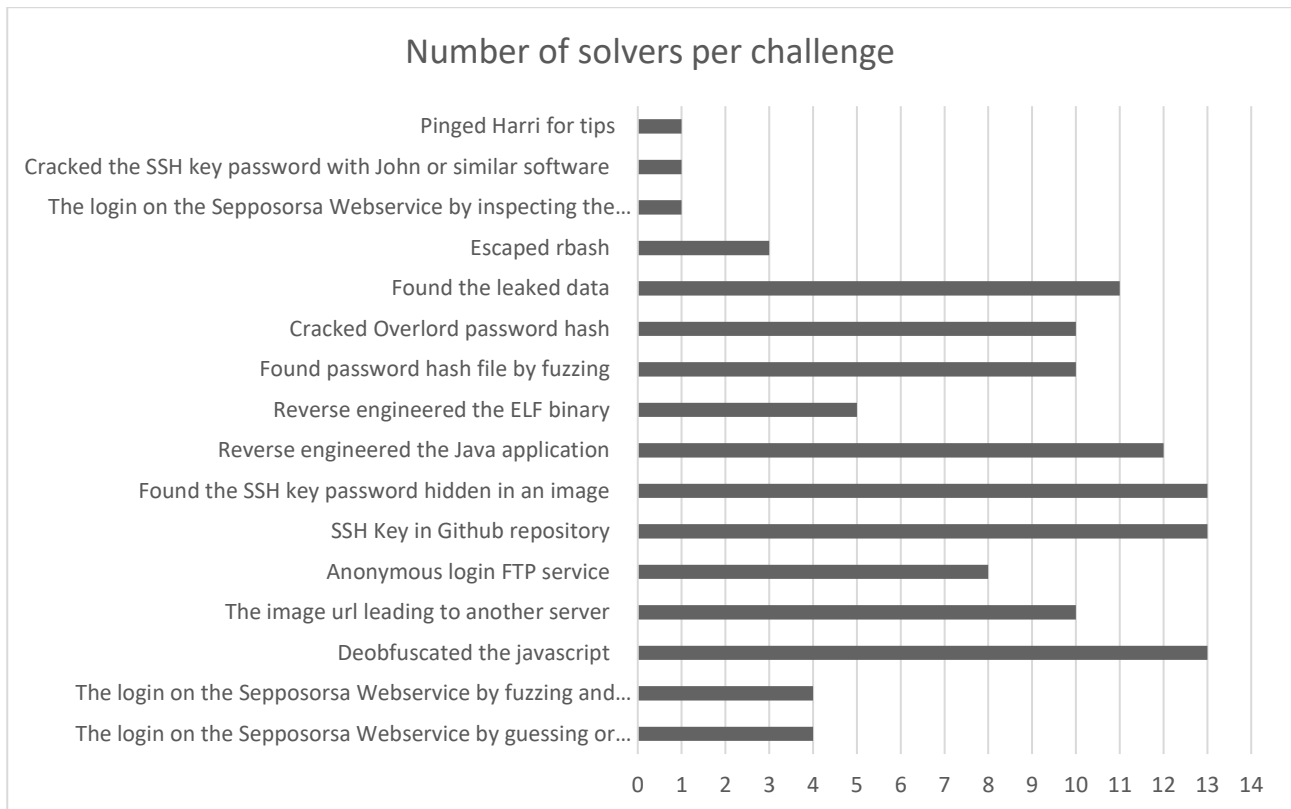 Number of solvers per challenge
Pinged Harri for tips
Cracked the SSH key password with John or similar software
The login on the Sepposorsa Webservice by inspecting the...
Escaped rbash
Found the leaked data
Cracked Overlord password hash
Found password hash file by fuzzing
Reverse engineered the ELF binary
Reverse engineered the Java application
Found the SSH key password hidden in an image
SSH Key in Github repository
Anonymous login FTP service
The image url leading to another server
Deobfuscated the javascript
The login on the Sepposorsa Webservice by fuzzing and...
The login on the Sepposorsa Webservice by guessing or...
0 1 2 3 4 5 6 7 8 9 10 11 12 13 14